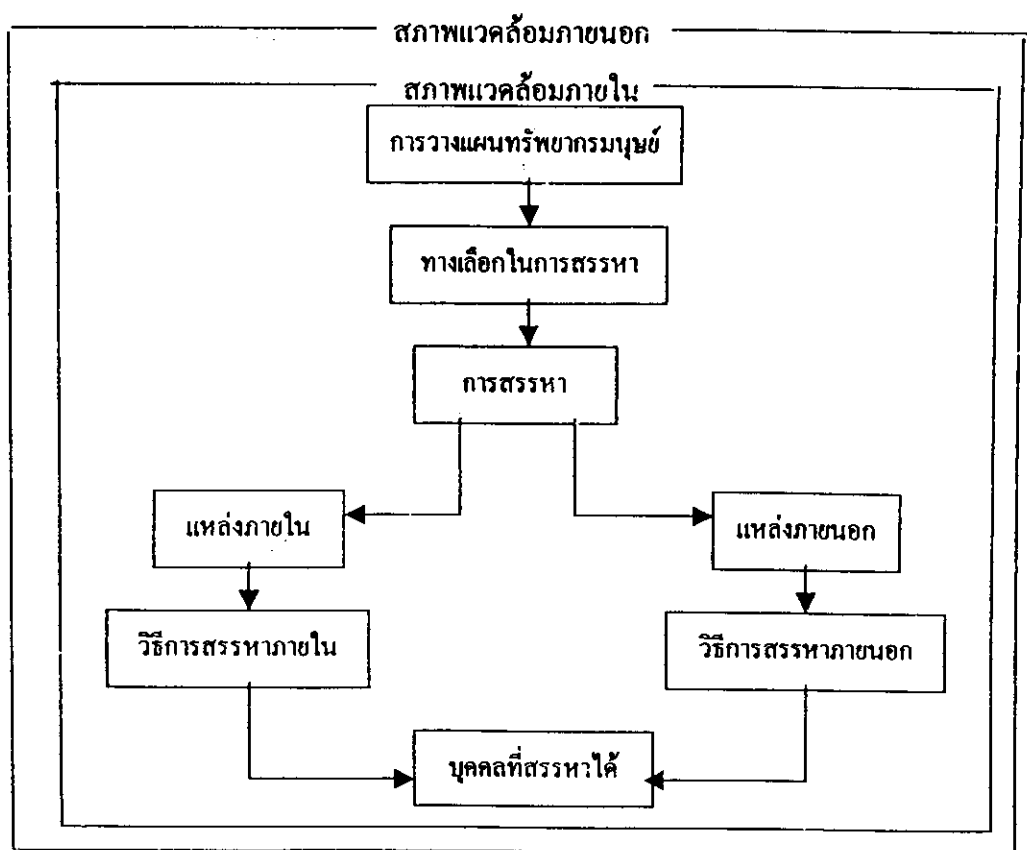 สภาพแวดล้อมภายนอก
สภาพแวดล้อมภายใน
การวางแผนทรัพยากรมนุษย์
ทางเลือกในการสรรหา
การสรรหา
แหล่งภายใน
แหล่งภายนอก
วิธีการสรรหาภายใน
วิธีการสรรหาภายนอก
บุคคลที่สรรหาได้